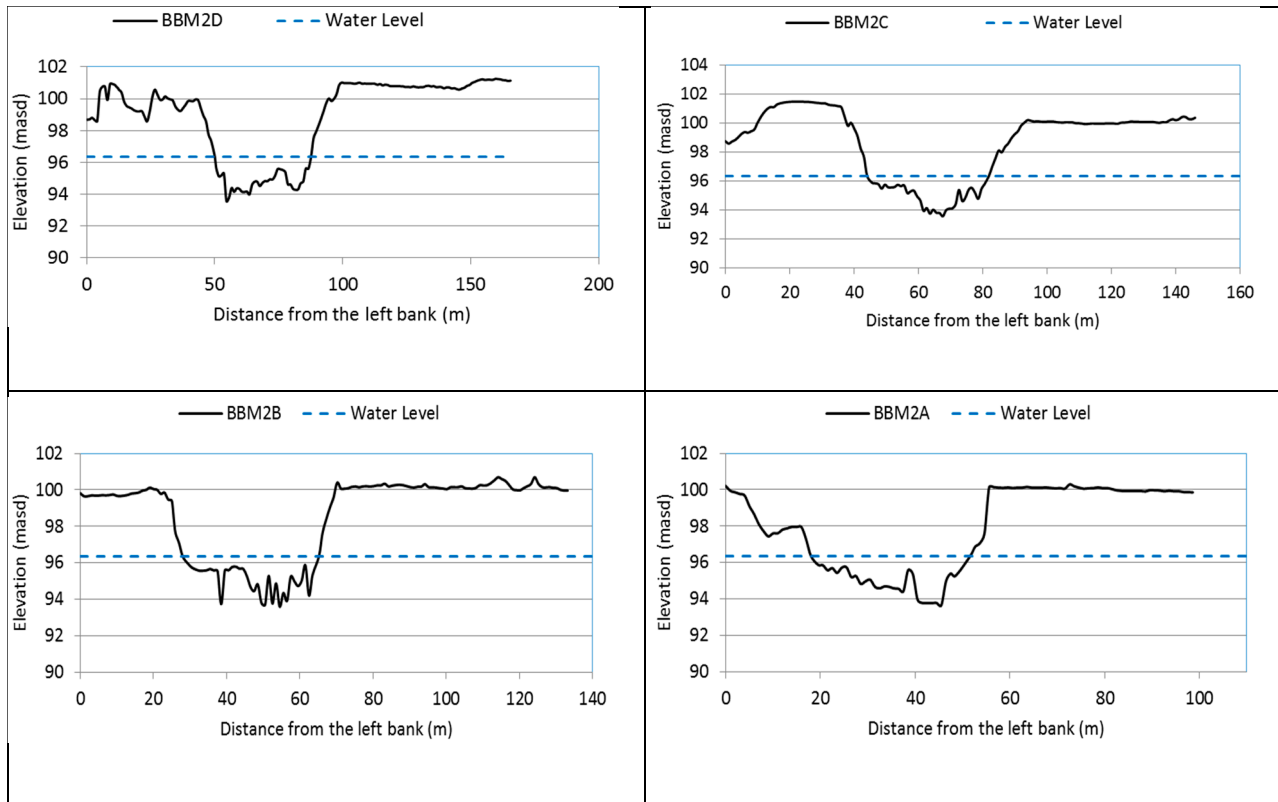 BBM2D Water Level
102
100
98
96
94
92
90
Elevation (masd)
0 50 100 150 200
Distance from the left bank (m)
BBM2C Water Level
104
102
100
98
96
94
92
90
Elevation (masd)
0 20 40 60 80 100 120 140 160
Distance from the left bank (m)
BBM2B Water Level
102
100
98
96
94
92
90
Elevation (masd)
0 20 40 60 80 100 120 140
Distance from the left bank (m)
BBM2A Water Level
102
100
98
96
94
92
90
Elevation (masd)
0 20 40 60 80 100
Distance from the left bank (m)